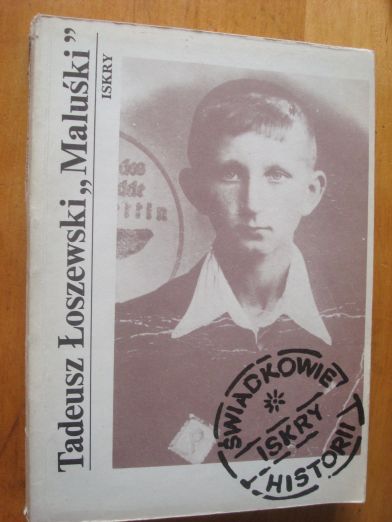 Tadeusz Łoszewski „Maluśki”
ISKRY
P
ŚWIADKOWIE
ISKRY
HISTORII